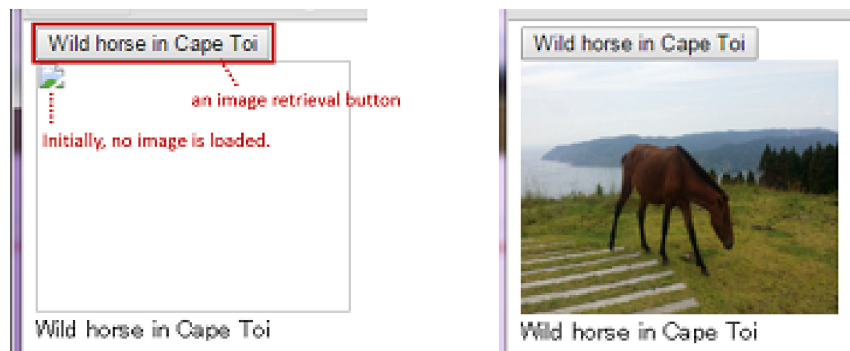 Wild horse in Cape Toi
an image retrieval button
Initially, no image is loaded.
Wild horse in Cape Toi
Wild horse in Cape Toi
Wild horse in Cape Toi